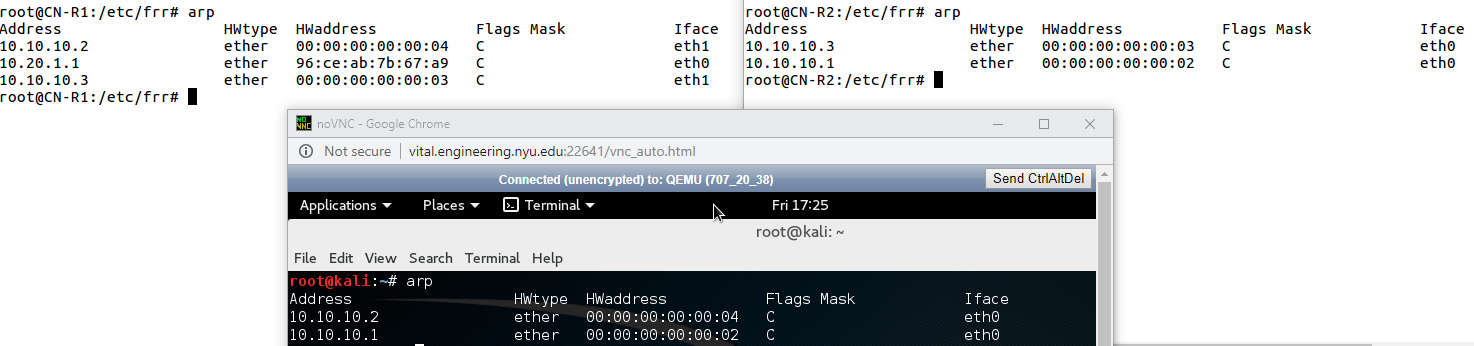 root@CN-R1:/etc/frr# arp
Address HWtype HWaddress Flags Mask Iface
10.10.10.2 ether 00:00:00:00:00:04 C eth1
10.20.1.1 ether 96:ce:ab:7b:67:a9 C eth0
10.10.10.3 ether 00:00:00:00:00:03 C eth1
root@CN-R1:/etc/frr#
root@CN-R2:/etc/frr# arp
Address HWtype HWaddress Flags Mask Iface
10.10.10.3 ether 00:00:00:00:00:03 C eth0
10.10.10.1 ether 00:00:00:00:00:02 C eth0
root@CN-R2:/etc/frr#
NO VNC noVNC - Google Chrome
Not secure | vital.engineering.nyu.edu:22641/vnc_auto.html
Connected (unencrypted) to: QEMU (707_20_38) Send CtrlAltDel
Applications Places Terminal Fri 17:25
root@kali: ~
File Edit View Search Terminal Help
root@kali:~# arp
Address HWtype HWaddress Flags Mask Iface
10.10.10.2 ether 00:00:00:00:00:04 C eth0
10.10.10.1 ether 00:00:00:00:00:02 C eth0